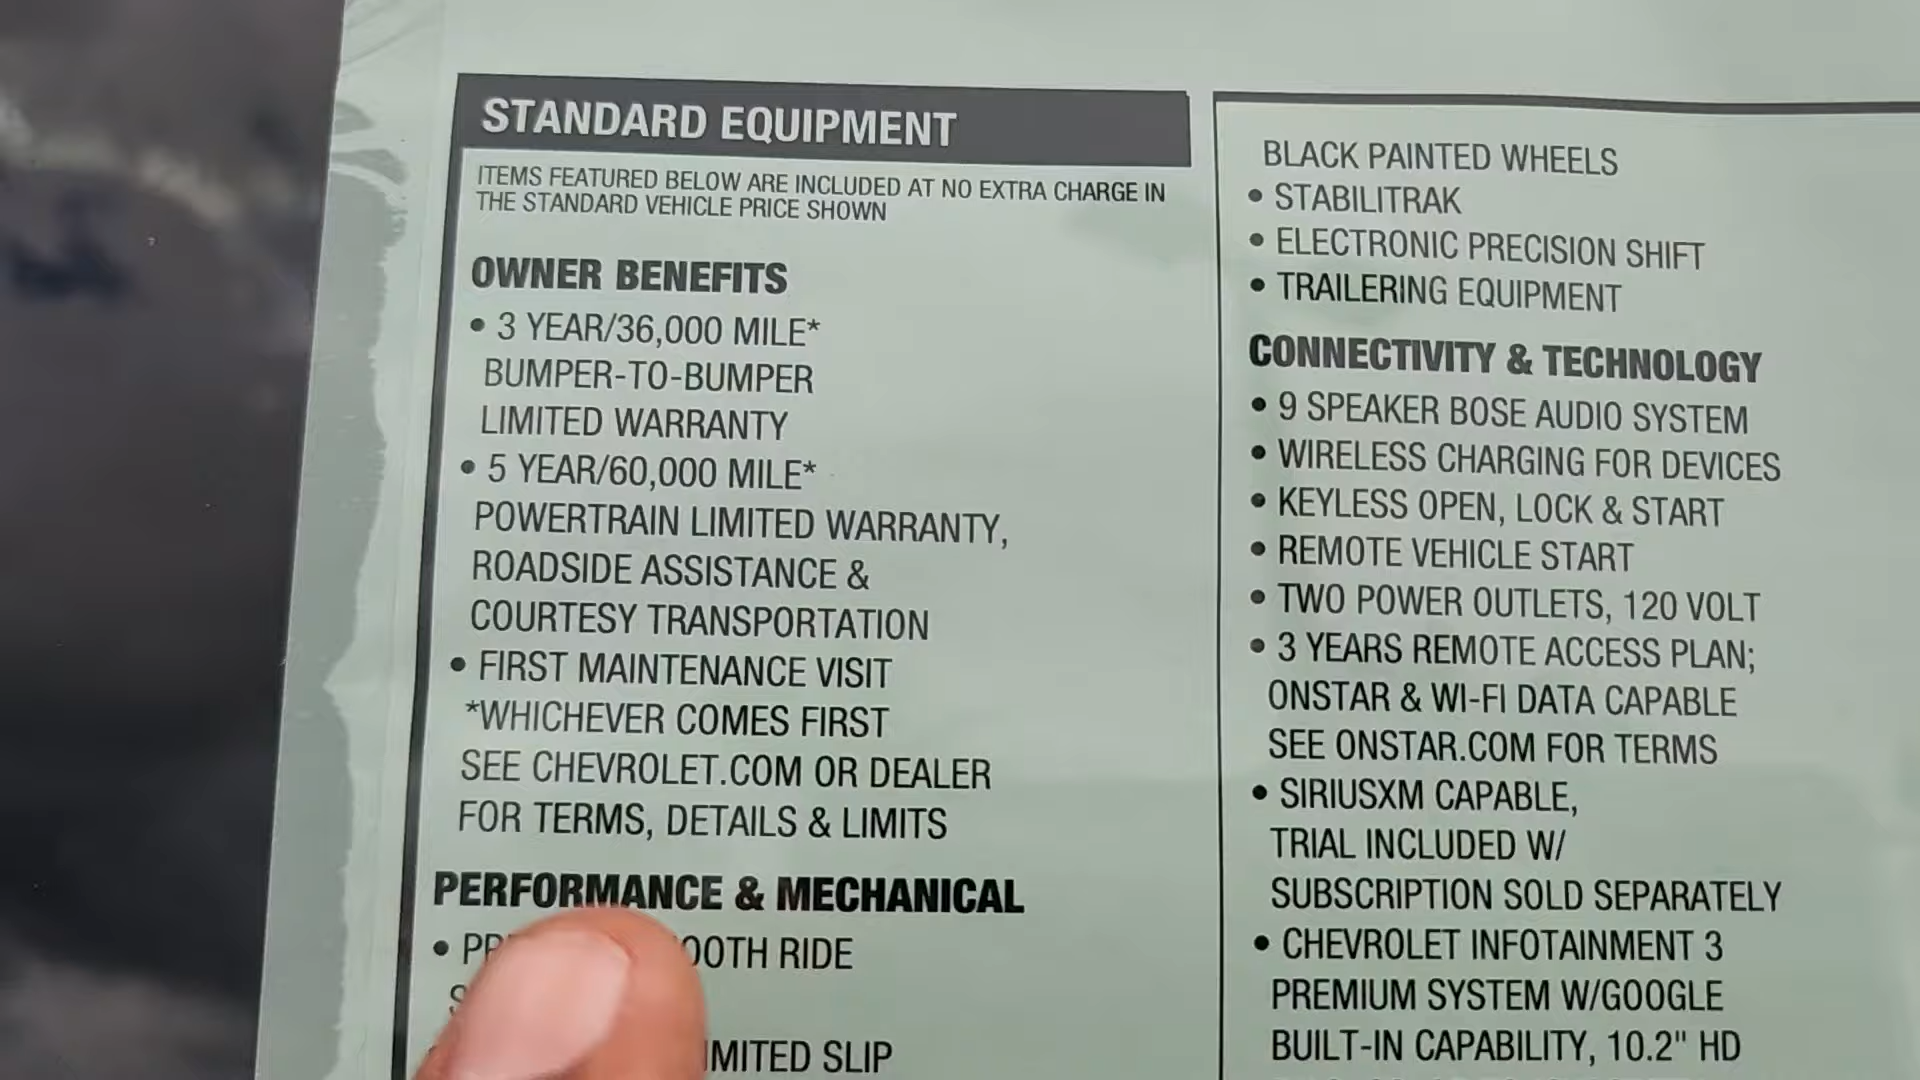 STANDARD EQUIPMENT
ITEMS FEATURED BELOW ARE INCLUDED AT NO EXTRA CHARGE IN
THE STANDARD VEHICLE PRICE SHOWN
OWNER BENEFITS
• 3 YEAR/36,000 MILE*
BUMPER-TO-BUMPER
LIMITED WARRANTY
• 5 YEAR/60,000 MILE*
POWERTRAIN LIMITED WARRANTY,
ROADSIDE ASSISTANCE &
COURTESY TRANSPORTATION
• FIRST MAINTENANCE VISIT
*WHICHEVER COMES FIRST
SEE CHEVROLET.COM OR DEALER
FOR TERMS, DETAILS & LIMITS
PERFORMANCE & MECHANICAL
• RIDE
SLIP
BLACK PAINTED WHEELS
• STABILITRAK
• ELECTRONIC PRECISION SHIFT
• TRAILERING EQUIPMENT
CONNECTIVITY & TECHNOLOGY
• 9 SPEAKER BOSE AUDIO SYSTEM
• WIRELESS CHARGING FOR DEVICES
• KEYLESS OPEN, LOCK & START
• REMOTE VEHICLE START
• TWO POWER OUTLETS, 120 VOLT
• 3 YEARS REMOTE ACCESS PLAN;
ONSTAR & WI-FI DATA CAPABLE
SEE ONSTAR.COM FOR TERMS
• SIRIUSXM CAPABLE,
TRIAL INCLUDED W/
SUBSCRIPTION SOLD SEPARATELY
• CHEVROLET INFOTAINMENT 3
PREMIUM SYSTEM W/GOOGLE
BUILT-IN CAPABILITY, 10.2" HD